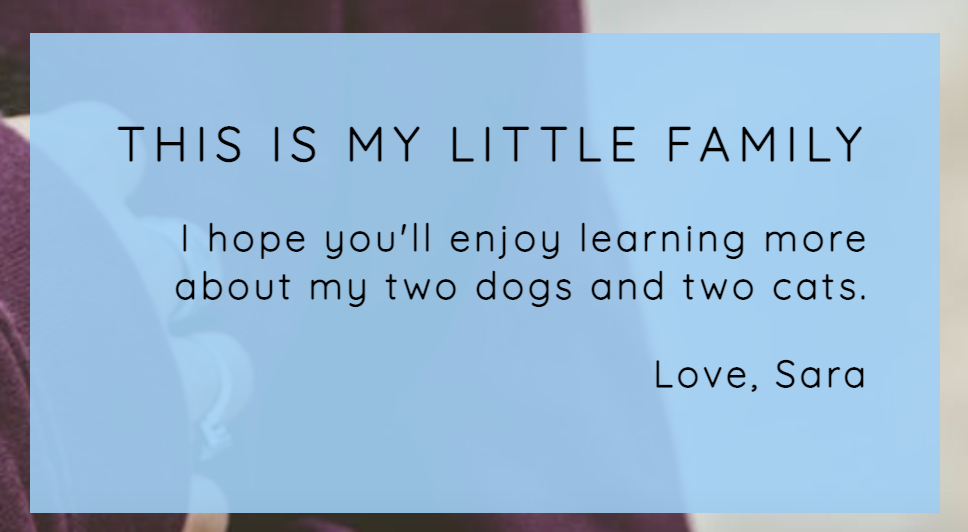 THIS IS MY LITTLE FAMILY
I hope you'll enjoy learning more
about my two dogs and two cats.
Love, Sara